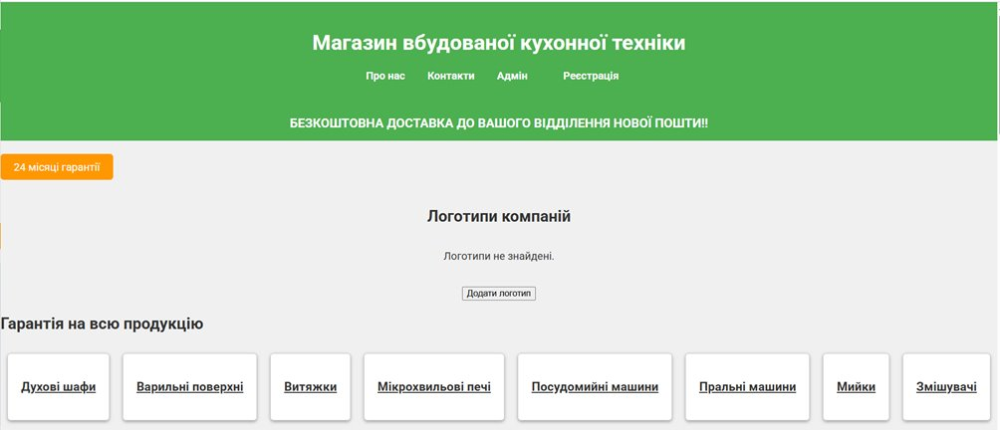 Магазин вбудованої кухонної техніки
Про нас Контакти Адмін Реєстрація
БЕЗКОШТОВНА ДОСТАВКА ДО ВАШОГО ВІДДІЛЕННЯ НОВОЇ ПОШТИ!!
24 місяці гарантії
Логотипи компаній
Логотипи не знайдені.
Додати логотип
Гарантія на всю продукцію
Духові шафи Варильні поверхні Витяжки Мікрохвильові печі Посудомийні машини Пральні машини Мийки Змішувачі